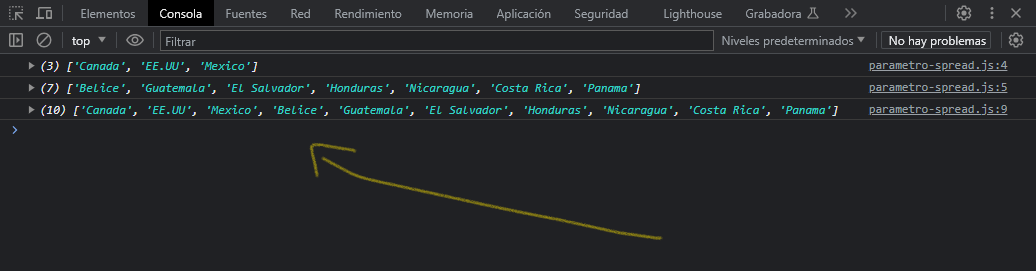 Elementos Consola Fuentes Red Rendimiento Memoria Aplicación Seguridad Lighthouse Grabadora
top Filtrar Niveles predeterminados No hay problemas
(3) ['Canada', 'EE.UU', 'Mexico'] parametro-spread.js:4
(7) ['Belice', 'Guatemala', 'El Salvador', 'Honduras', 'Nicaragua', 'Costa Rica', 'Panama'] parametro-spread.js:5
(10) ['Canada', 'EE.UU', 'Mexico', 'Belice', 'Guatemala', 'El Salvador', 'Honduras', 'Nicaragua', 'Costa Rica', 'Panama'] parametro-spread.js:9